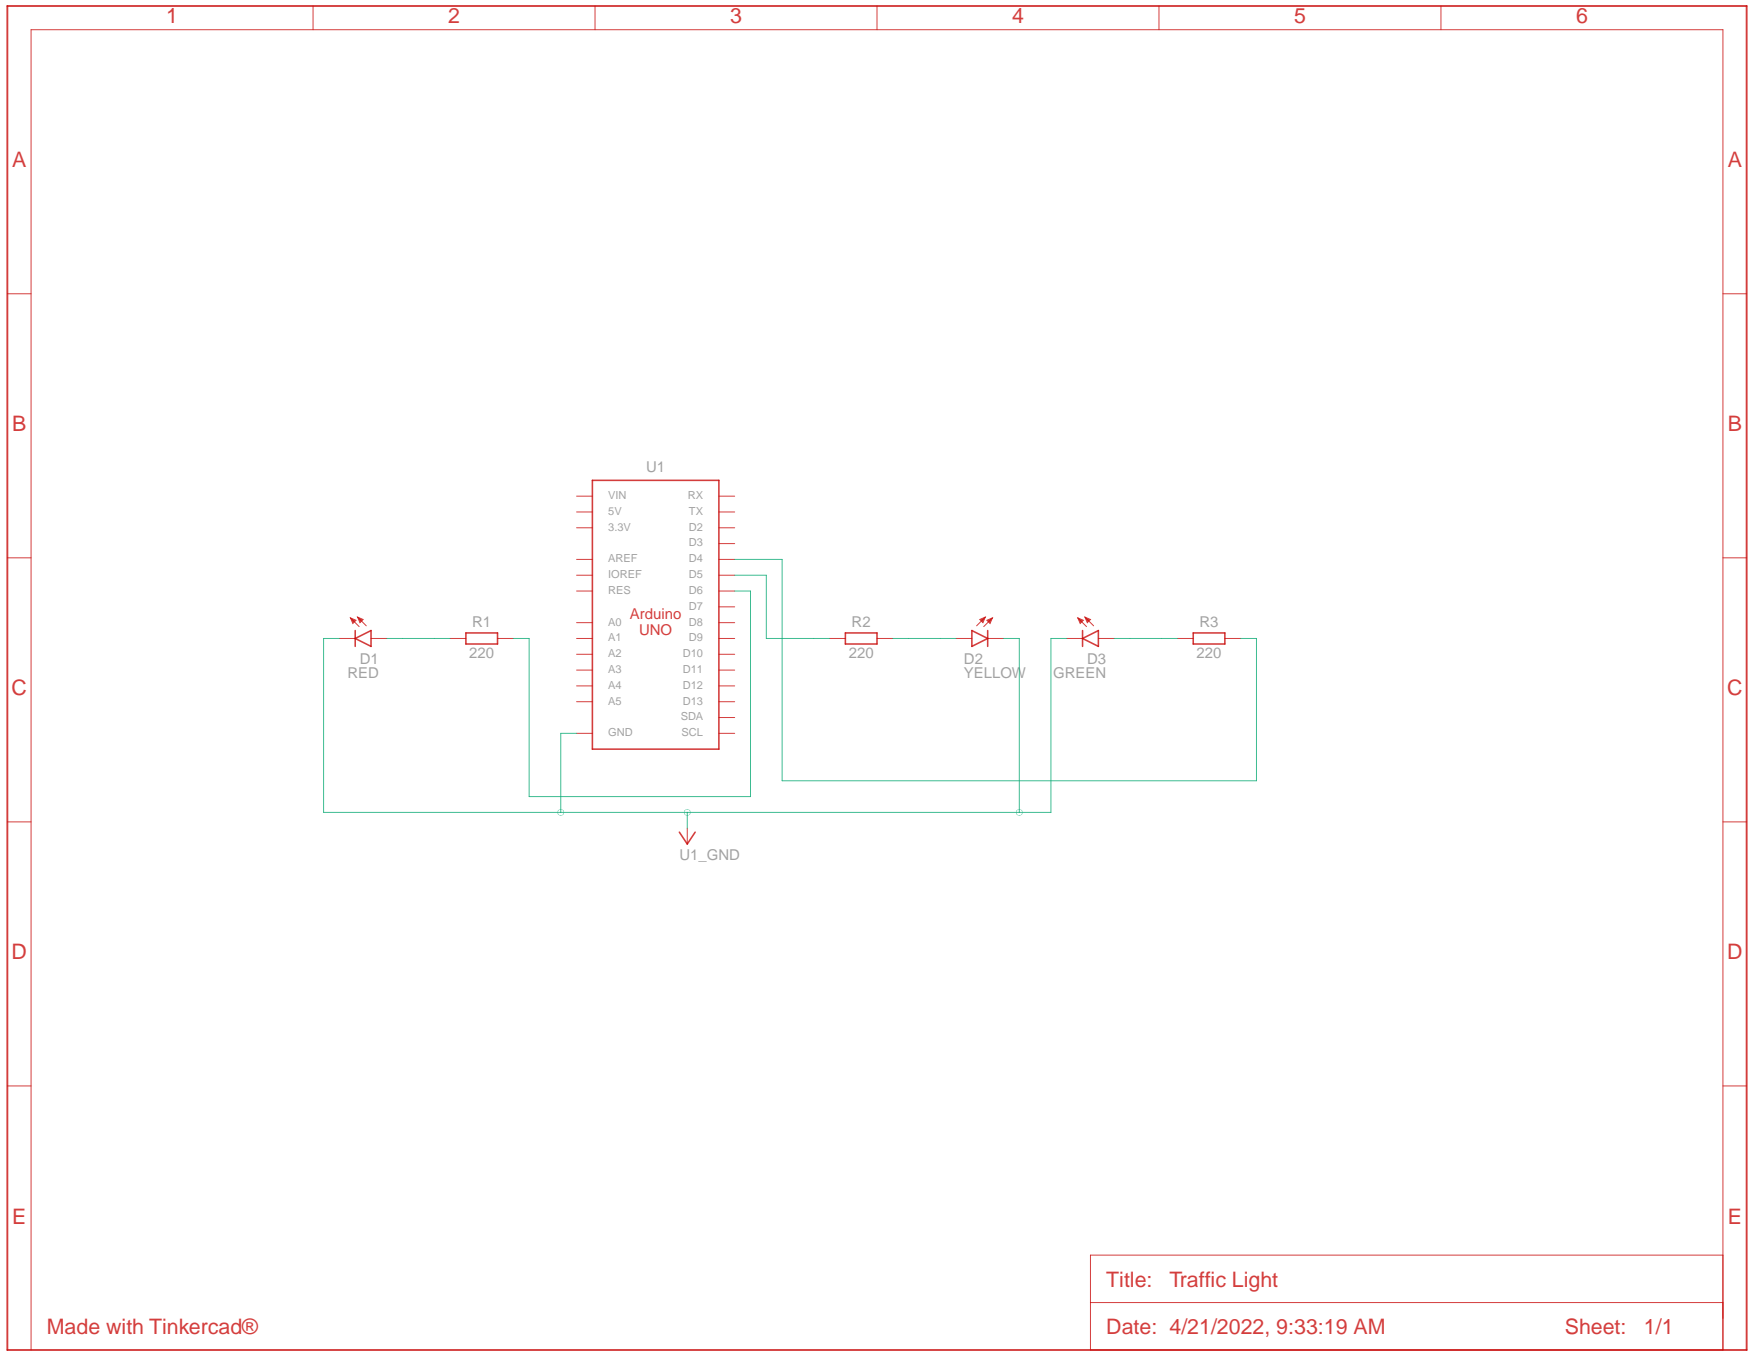 1 2 3 4 5 6
A A
B B
U1
VIN RX
5V TX
3.3V D2
D3
AREF D4
IOREF D5
RES D6
D7
Arduino
UNO
A0 D8
A1 D9
A2 D10
A3 D11
A4 D12
A5 D13
SDA
GND SCL
R1
220
D1
RED
R2
220
D2
YELLOW
D3
GREEN
R3
220
C C
U1_GND
D D
E E
Title: Traffic Light
Date: 4/21/2022, 9:33:19 AM Sheet: 1/1
Made with Tinkercad®